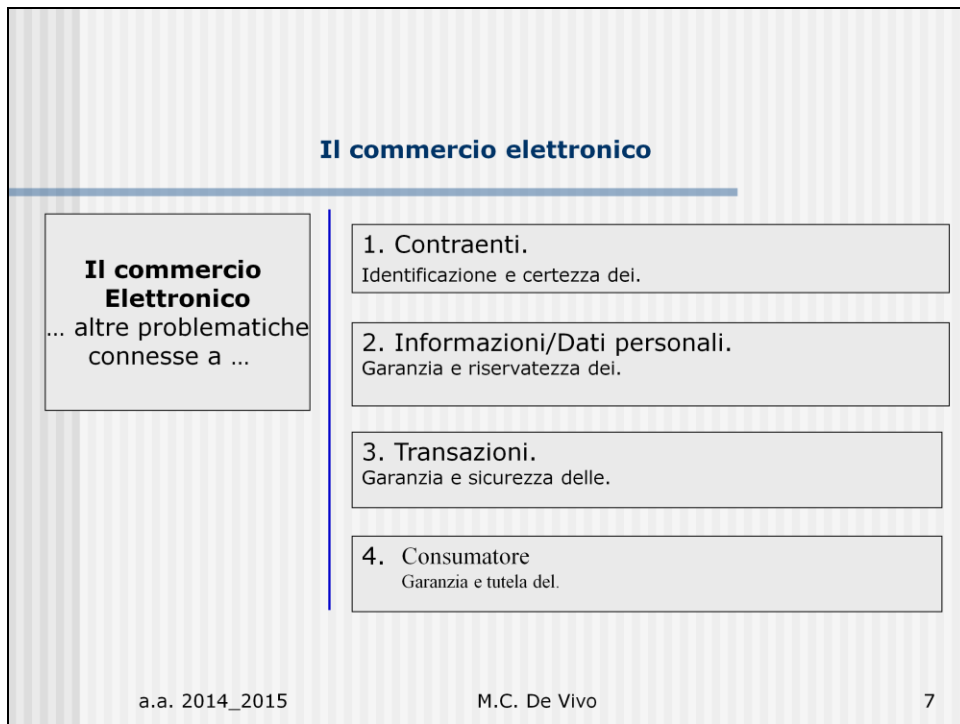 Il commercio elettronico
Il commercio
Elettronico
… altre problematiche
connesse a …
1. Contraenti.
Identificazione e certezza dei.
2. Informazioni/Dati personali.
Garanzia e riservatezza dei.
3. Transazioni.
Garanzia e sicurezza delle.
4. Consumatore
Garanzia e tutela del.
a.a. 2014_2015 M.C. De Vivo 7